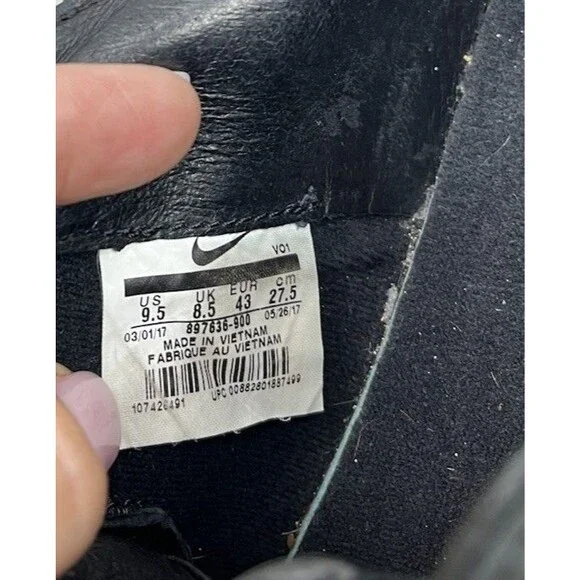 V01
US UK EUR cm
9.5 8.5 43 27.5
03/01/17 897636-900 05/26/17
MADE IN VIETNAM
FABRIQUE AU VIETNAM
107426491 UPC 00882801887499